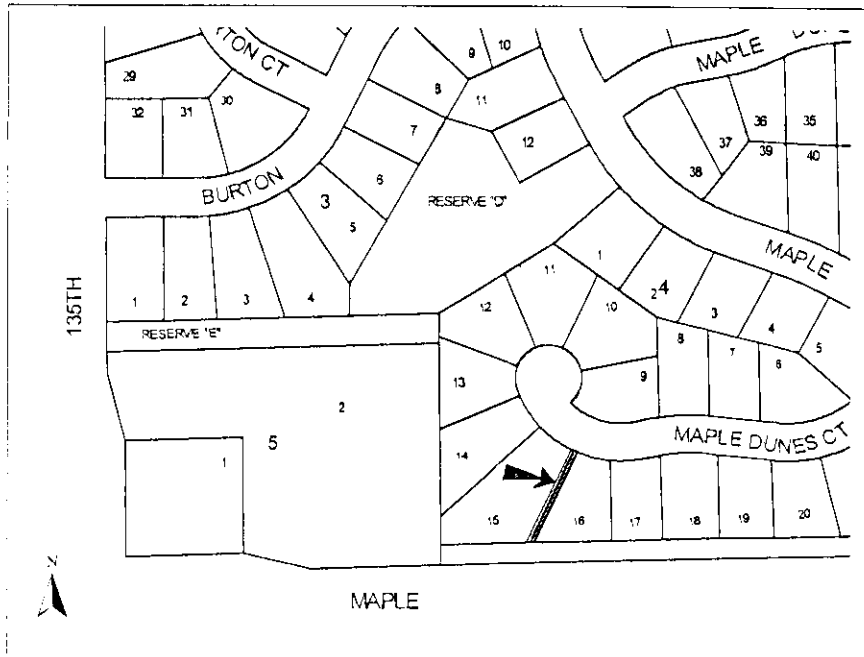 9 10
MAPLE
RTON CT
29
8
11
32 31 30
7
12
36 35
37
39 40
38
6
BURTON
3
5
RESERVE "D"
1
MAPLE
11
10
2 4
3
4
5
12
1 2 3 4
135TH
RESERVE "E"
8 7 6
13
9
2
5
1
MAPLE DUNES CT
14
15 16 17 18 19 20
N
MAPLE